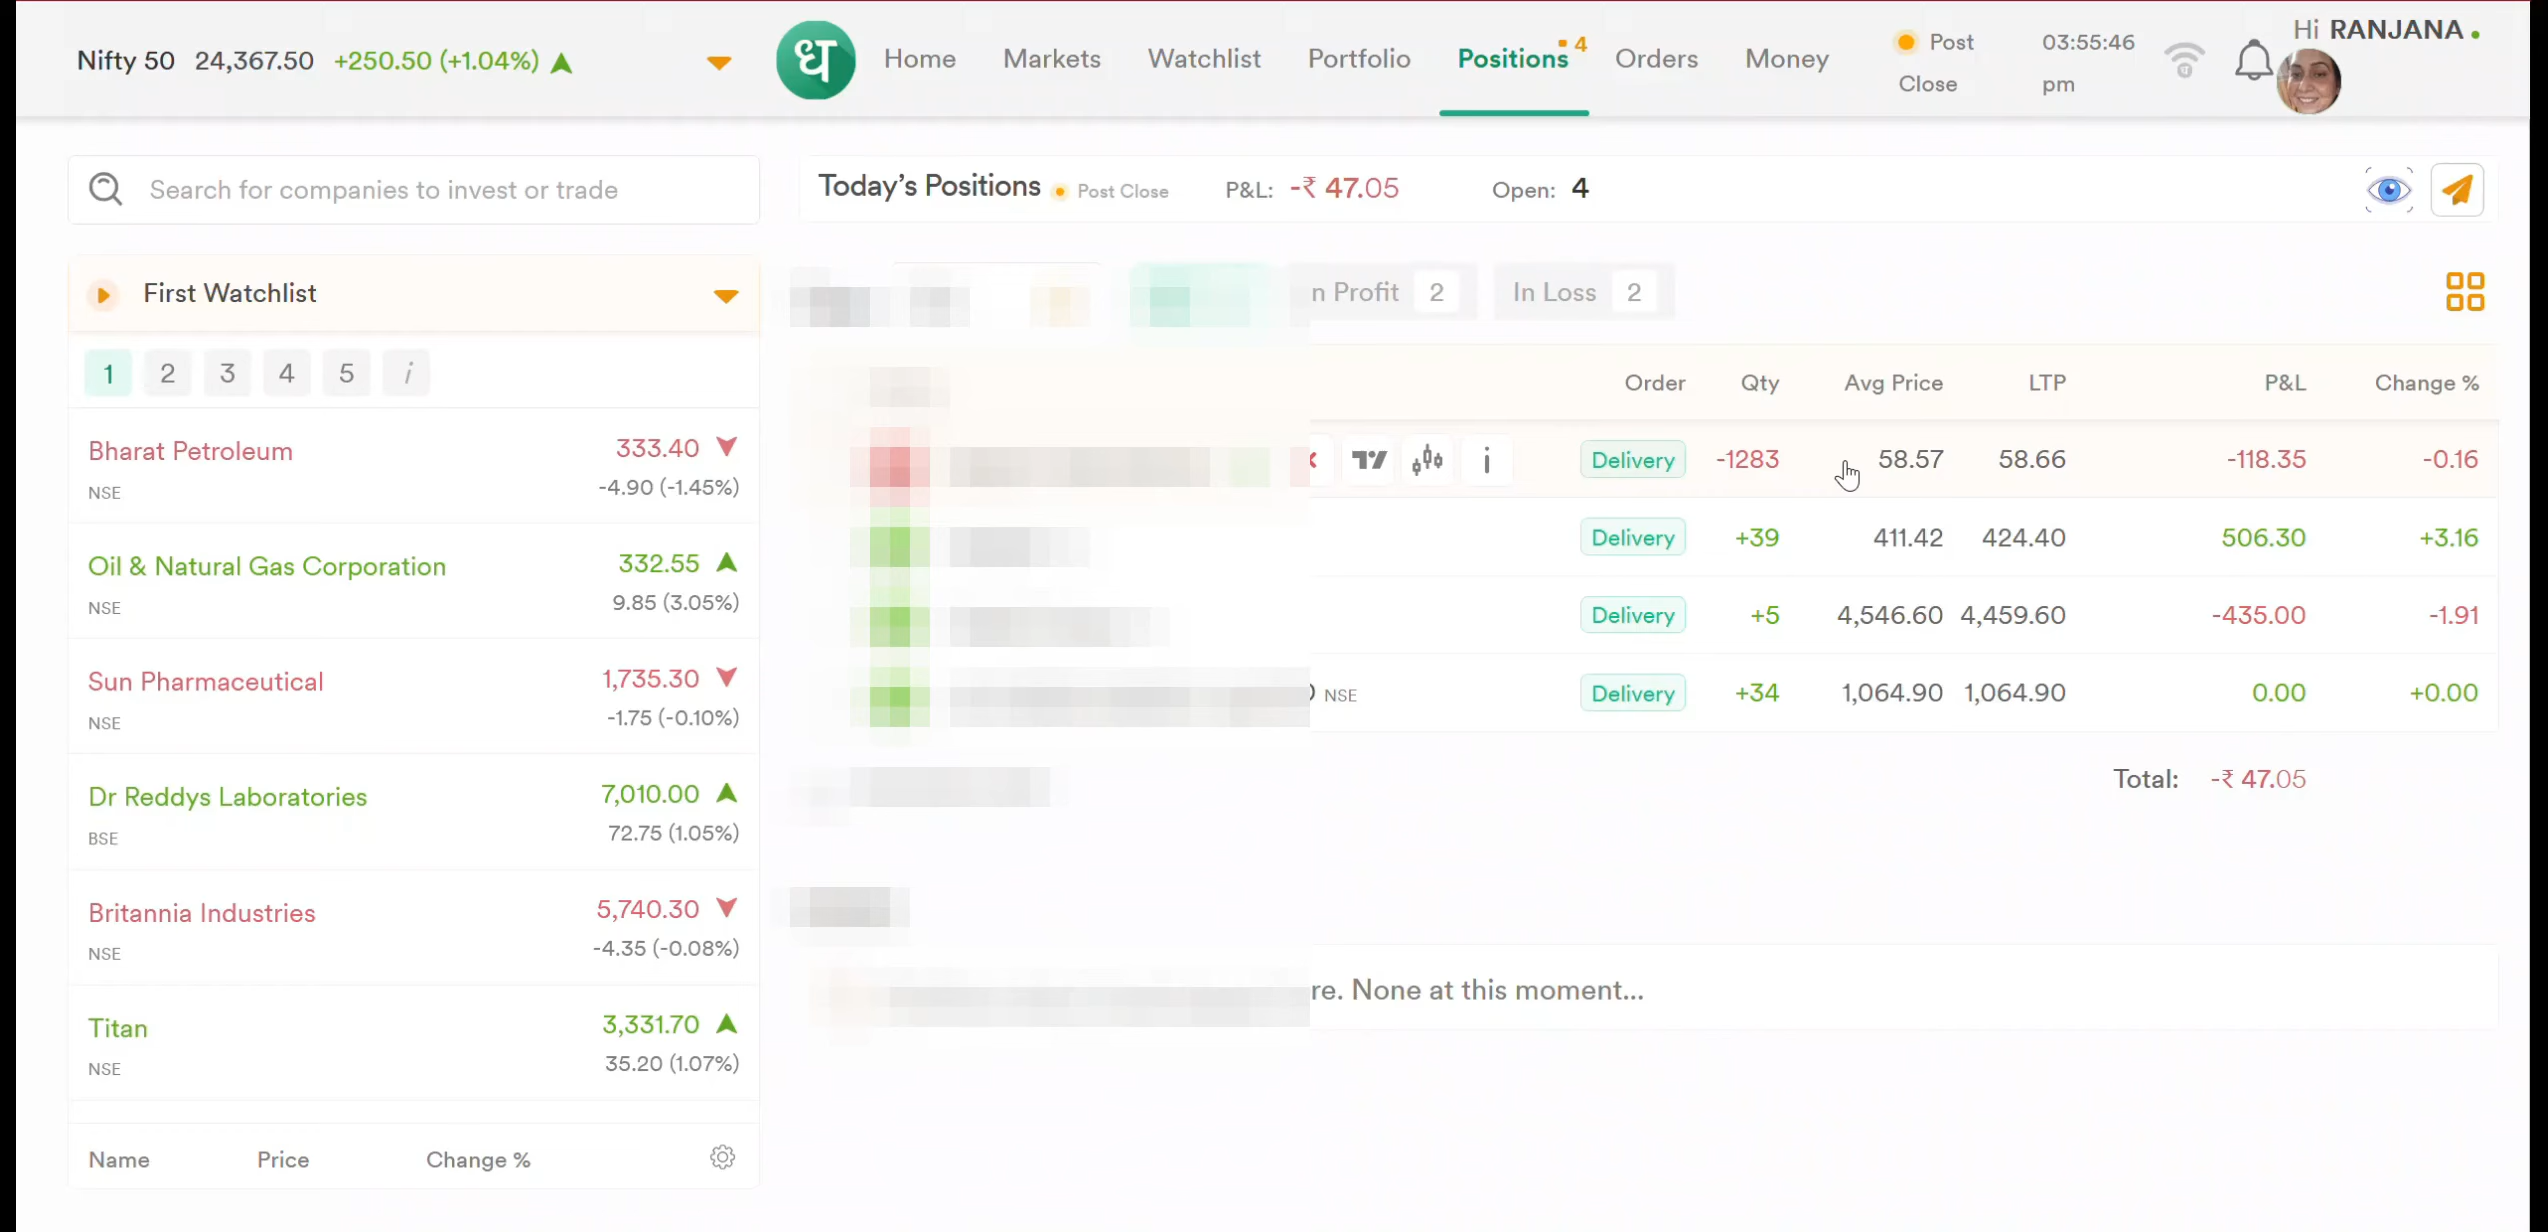 Nifty 50 24,367.50 +250.50 (+1.04%)
ध
Home Markets Watchlist Portfolio Positions 4 Orders Money
Post Close
03:55:46 pm
Hi RANJANA
Search for companies to invest or trade
Today's Positions Post Close P&L: -₹ 47.05 Open: 4
First Watchlist
1 2 3 4 5 i
Bharat Petroleum 333.40
NSE -4.90 (-1.45%)
Oil & Natural Gas Corporation 332.55
NSE 9.85 (3.05%)
Sun Pharmaceutical 1,735.30
NSE -1.75 (-0.10%)
Dr Reddys Laboratories 7,010.00
BSE 72.75 (1.05%)
Britannia Industries 5,740.30
NSE -4.35 (-0.08%)
Titan 3,331.70
NSE 35.20 (1.07%)
Name Price Change %
n Profit 2 In Loss 2
Order Qty Avg Price LTP P&L Change %
i Delivery -1283 58.57 58.66 -118.35 -0.16
Delivery +39 411.42 424.40 506.30 +3.16
Delivery +5 4,546.60 4,459.60 -435.00 -1.91
NSE Delivery +34 1,064.90 1,064.90 0.00 +0.00
Total: -₹ 47.05
re. None at this moment...